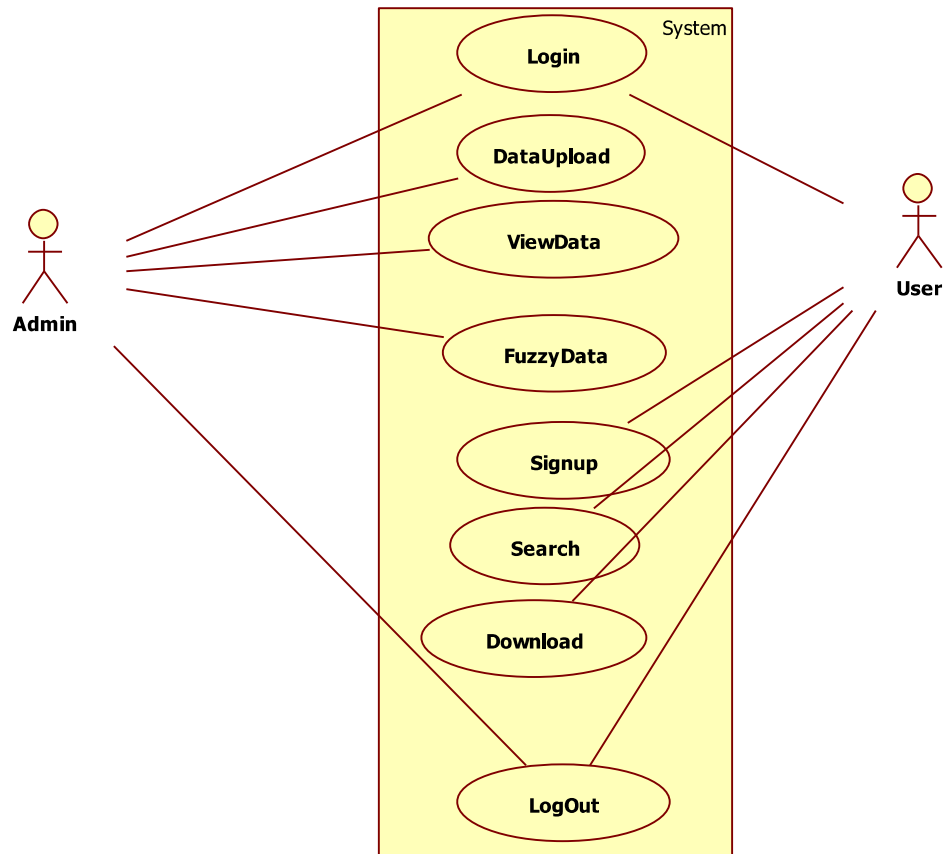 System
Login
DataUpload
ViewData
FuzzyData
Signup
Search
Download
LogOut
Admin
User